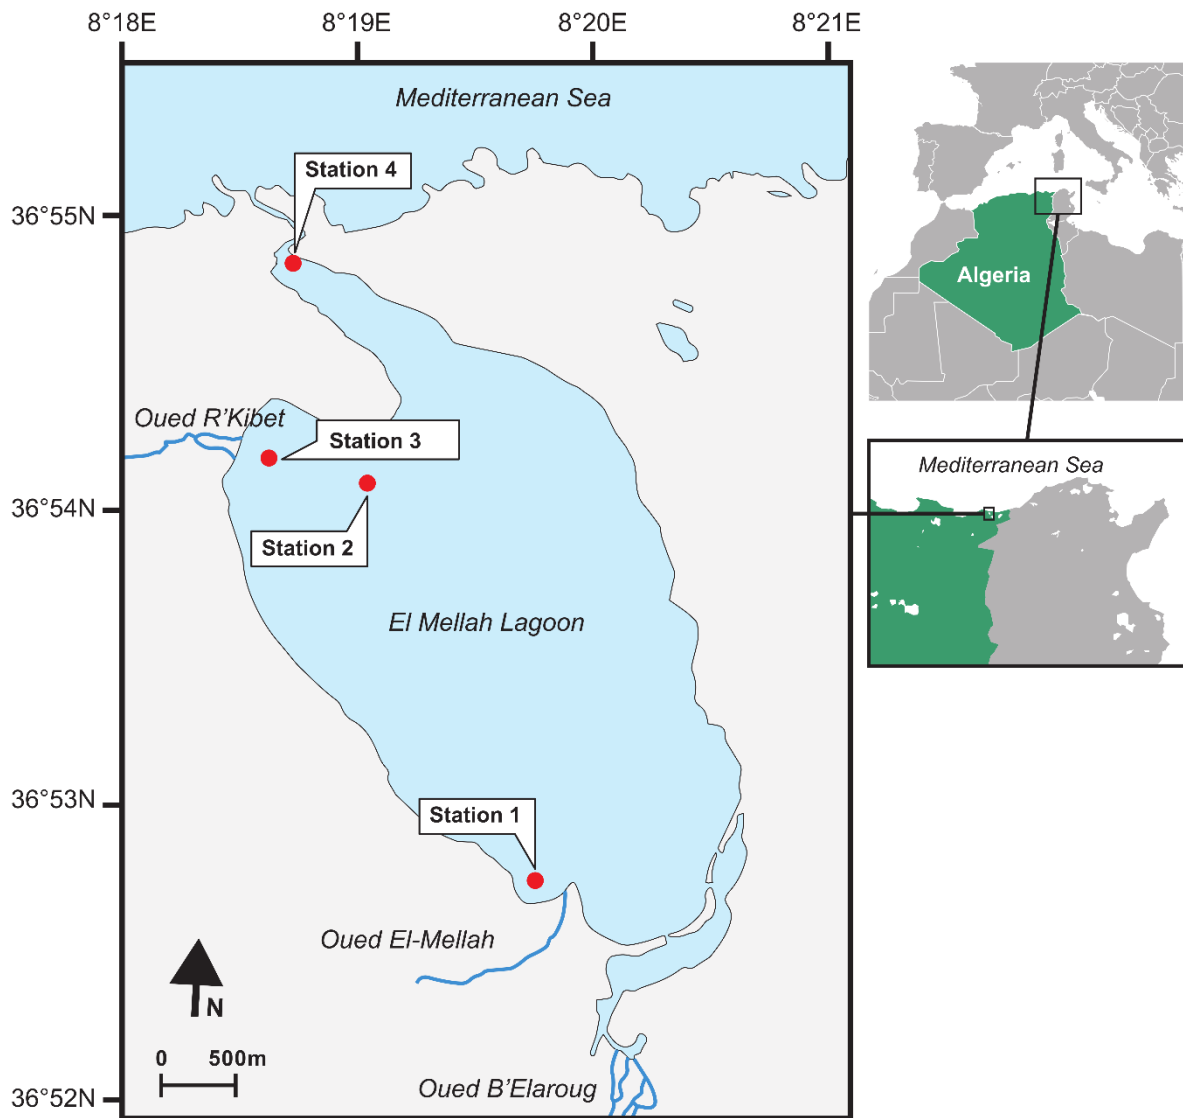 8°18E
8°19E
8°20E
8°21E
Mediterranean Sea
Station 4
36°55N
Algeria
Oued R'Kibet
Station 3
Mediterranean Sea
36°54N
Station 2
El Mellah Lagoon
36°53N
Station 1
Oued El-Mellah
N
0 500m
Oued B'Elaroug
36°52N